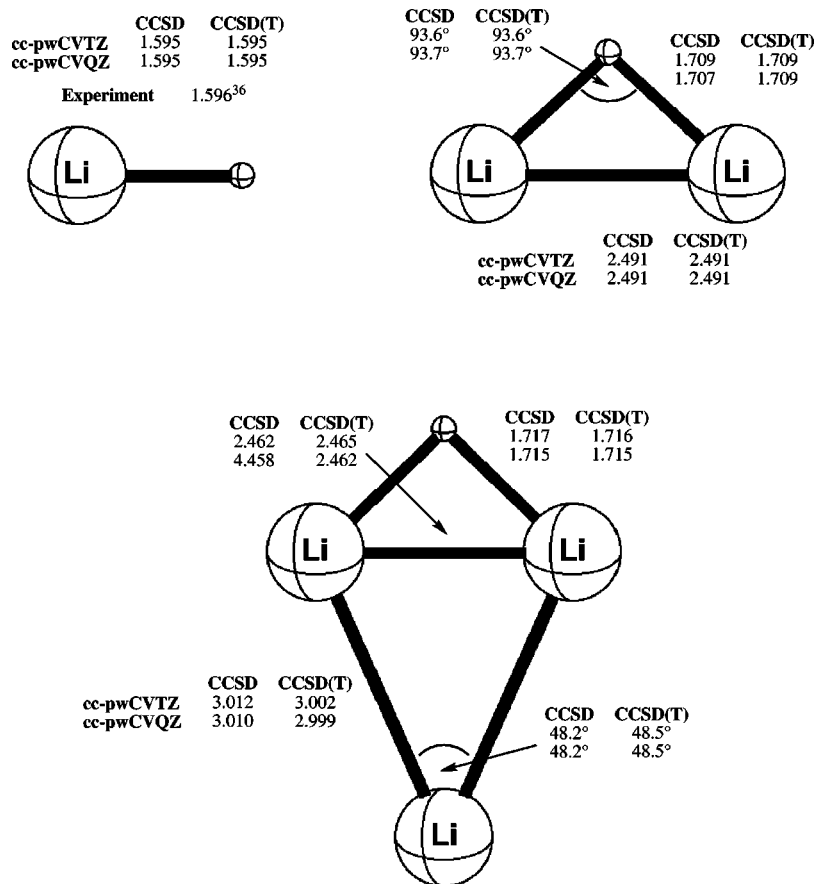 CCSD CCSD(T)
cc-pwCVTZ 1.595 1.595
cc-pwCVQZ 1.595 1.595
Experiment 1.596³⁶
Li
CCSD CCSD(T)
93.6° 93.6°
93.7° 93.7°
CCSD CCSD(T)
1.709 1.709
1.707 1.709
Li Li
CCSD CCSD(T)
cc-pwCVTZ 2.491 2.491
cc-pwCVQZ 2.491 2.491
CCSD CCSD(T)
2.462 2.465
4.458 2.462
CCSD CCSD(T)
1.717 1.716
1.715 1.715
Li Li
CCSD CCSD(T)
cc-pwCVTZ 3.012 3.002
cc-pwCVQZ 3.010 2.999
CCSD CCSD(T)
48.2° 48.5°
48.2° 48.5°
Li